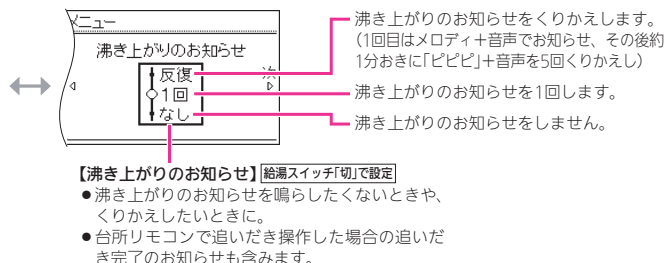 メニュー
沸き上がりのお知らせ
反復
1回
なし
次
沸き上がりのお知らせをくりかえします。
(1回目はメロディ+音声でお知らせ、その後約
1分おきに「ピピピ」+音声を5回くりかえし)
沸き上がりのお知らせを1回します。
沸き上がりのお知らせをしません。
【沸き上がりのお知らせ】給湯スイッチ「切」で設定
●沸き上がりのお知らせを鳴らしたくないときや、
くりかえしたいときに。
●台所リモコンで追いだき操作した場合の追いだ
き完了のお知らせも含みます。